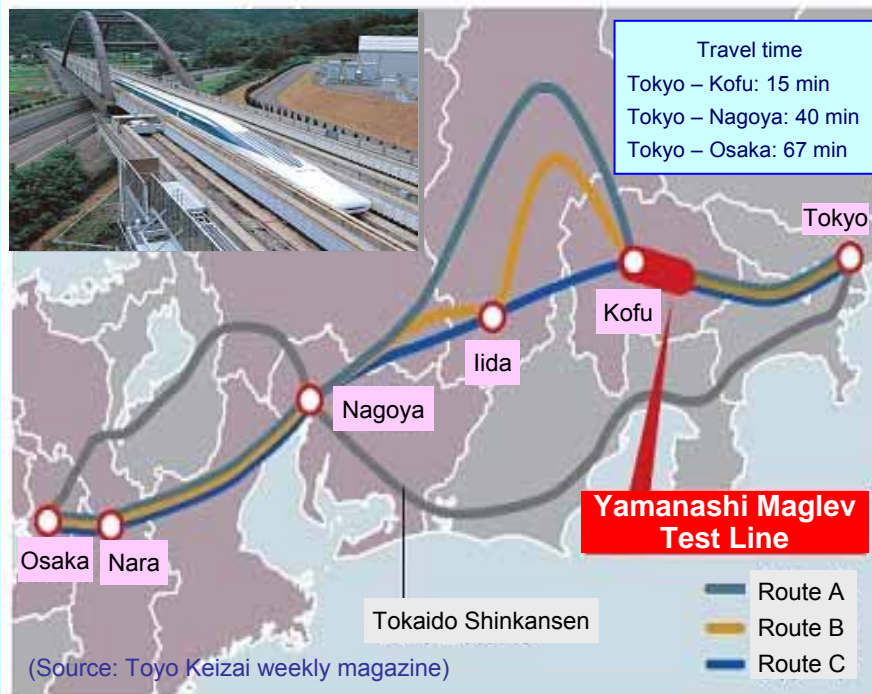 Travel time
Tokyo – Kofu: 15 min
Tokyo – Nagoya: 40 min
Tokyo – Osaka: 67 min
Tokyo
Kofu
Iida
Nagoya
Yamanashi Maglev
Test Line
Osaka
Nara
Tokaido Shinkansen
Route A
Route B
Route C
(Source: Toyo Keizai weekly magazine)